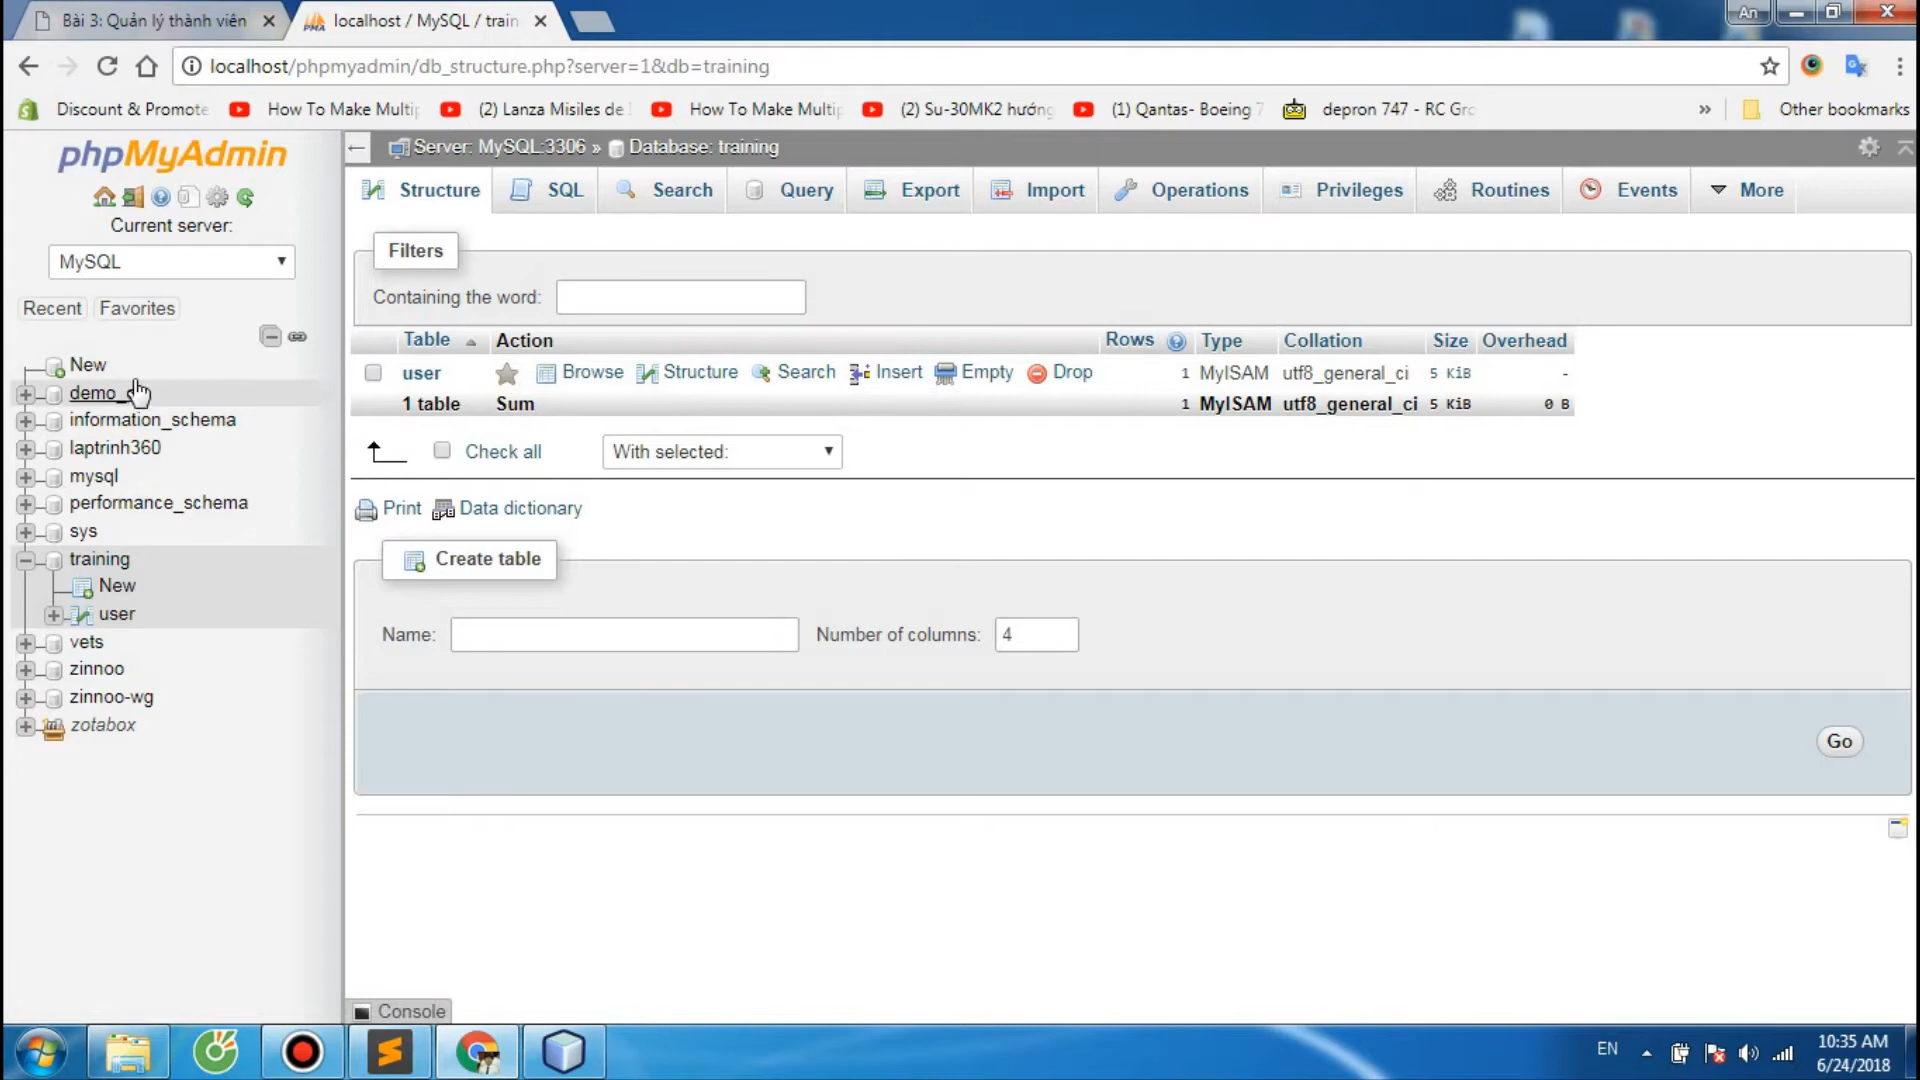 Bài 3: Quản lý thành viên
localhost / MySQL / train
An
localhost/phpmyadmin/db_structure.php?server=1&db=training
Discount & Promote
How To Make Multip
(2) Lanza Misiles de
How To Make Multip
(2) Su-30MK2 hướng
(1) Qantas- Boeing 7
depron 747 - RC Gro
»
Other bookmarks
phpMyAdmin
Current server:
MySQL
Recent Favorites
New
demo_
information_schema
laptrinh360
mysql
performance_schema
sys
training
New
user
vets
zinnoo
zinnoo-wg
zotabox
Server: MySQL:3306 » Database: training
Structure SQL Search Query Export Import Operations Privileges Routines Events More
Filters
Containing the word:
Table Action Rows Type Collation Size Overhead
user Browse Structure Search Insert Empty Drop 1 MyISAM utf8_general_ci 5 KiB -
1 table Sum 1 MyISAM utf8_general_ci 5 KiB 0 B
Check all With selected:
Print Data dictionary
Create table
Name: Number of columns: 4
Go
Console
EN
10:35 AM
6/24/2018